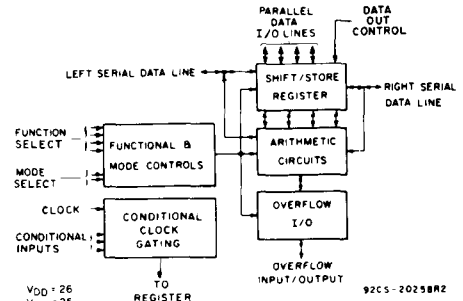 PARALLEL
DATA
I/O LINES
DATA
OUT
CONTROL
LEFT SERIAL DATA LINE
SHIFT/STORE
REGISTER
RIGHT SERIAL
DATA LINE
FUNCTION
SELECT
FUNCTIONAL &
MODE CONTROLS
ARITHMETIC
CIRCUITS
MODE
SELECT
CLOCK
CONDITIONAL
CLOCK
GATING
CONDITIONAL
INPUTS
OVERFLOW
I/O
TO
REGISTER
OVERFLOW
INPUT/OUTPUT
VDD = 26
92CS-20258R2